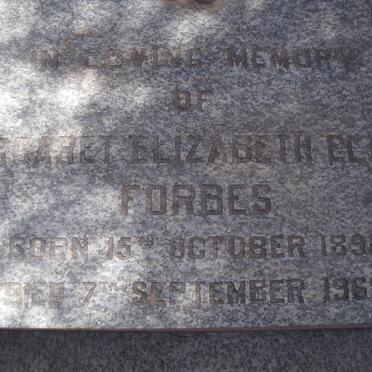 IN LOVING MEMORY
OF
ELIZABETH
FORBES
BORN 15TH OCTOBER
DIED 7TH SEPTEMBER